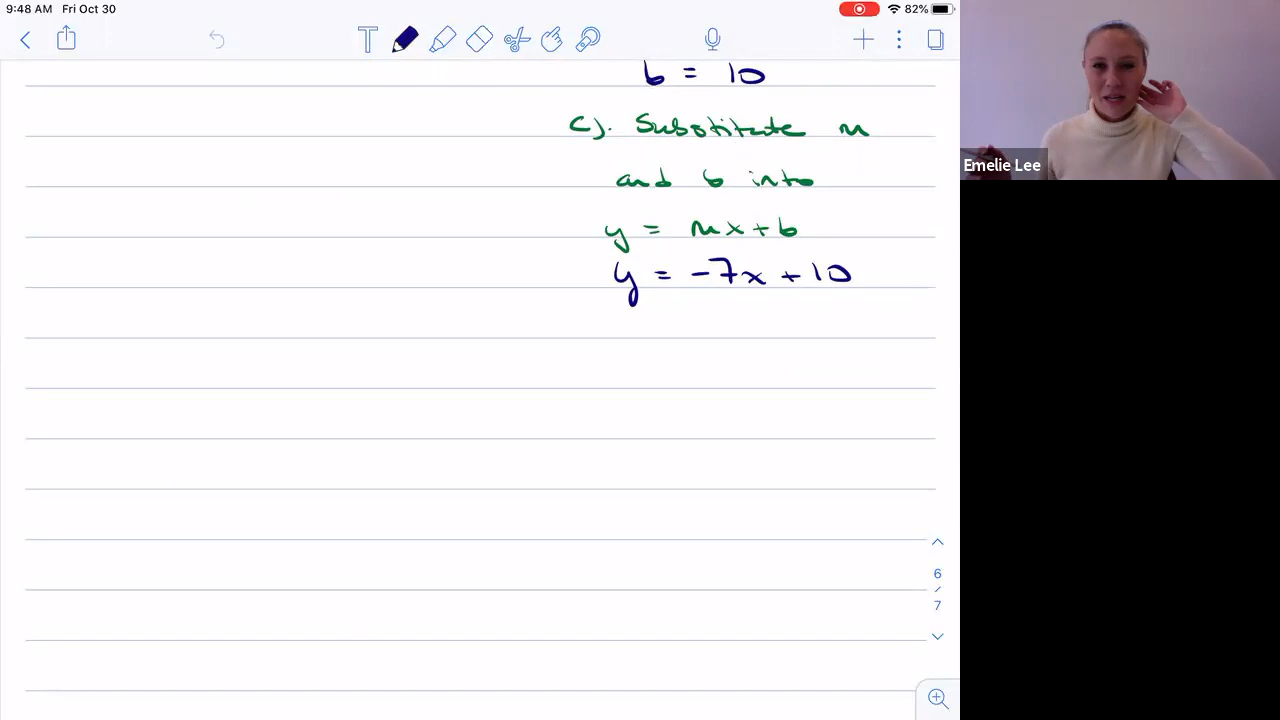 9:48 AM Fri Oct 30
82%
T
b = 10
c). Substitute m
and b into
y = mx + b
y = -7x + 10
Emelie Lee
6
/
7